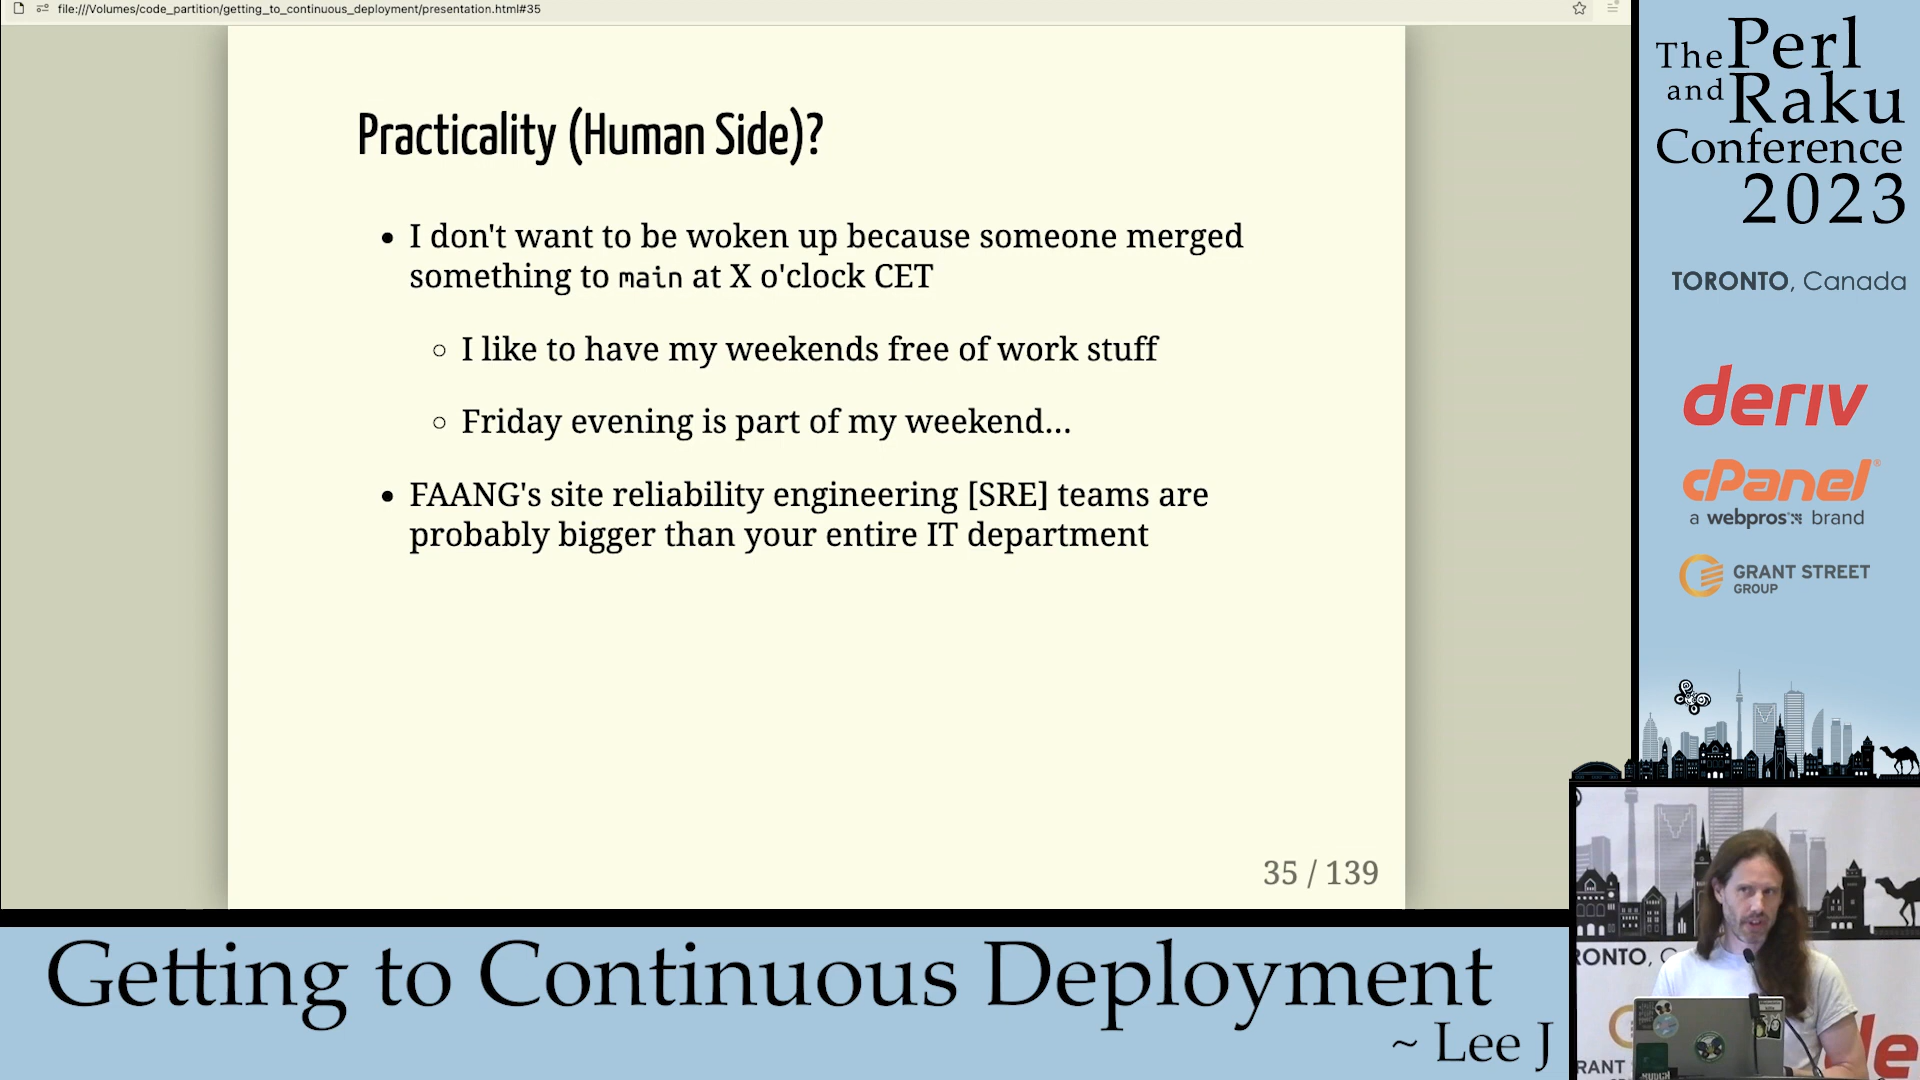 file:///Volumes/code_partition/getting_to_continuous_deployment/presentation.html#35
Practicality (Human Side)?
• I don't want to be woken up because someone merged
something to main at X o'clock CET
○ I like to have my weekends free of work stuff
○ Friday evening is part of my weekend...
• FAANG's site reliability engineering [SRE] teams are
probably bigger than your entire IT department
35 / 139
The Perl
and Raku
Conference
2023
TORONTO, Canada
deriv
cPanel®
a webpros brand
GRANT STREET
GROUP
RONTO, C
RANT
de
Getting to Continuous Deployment
~ Lee J